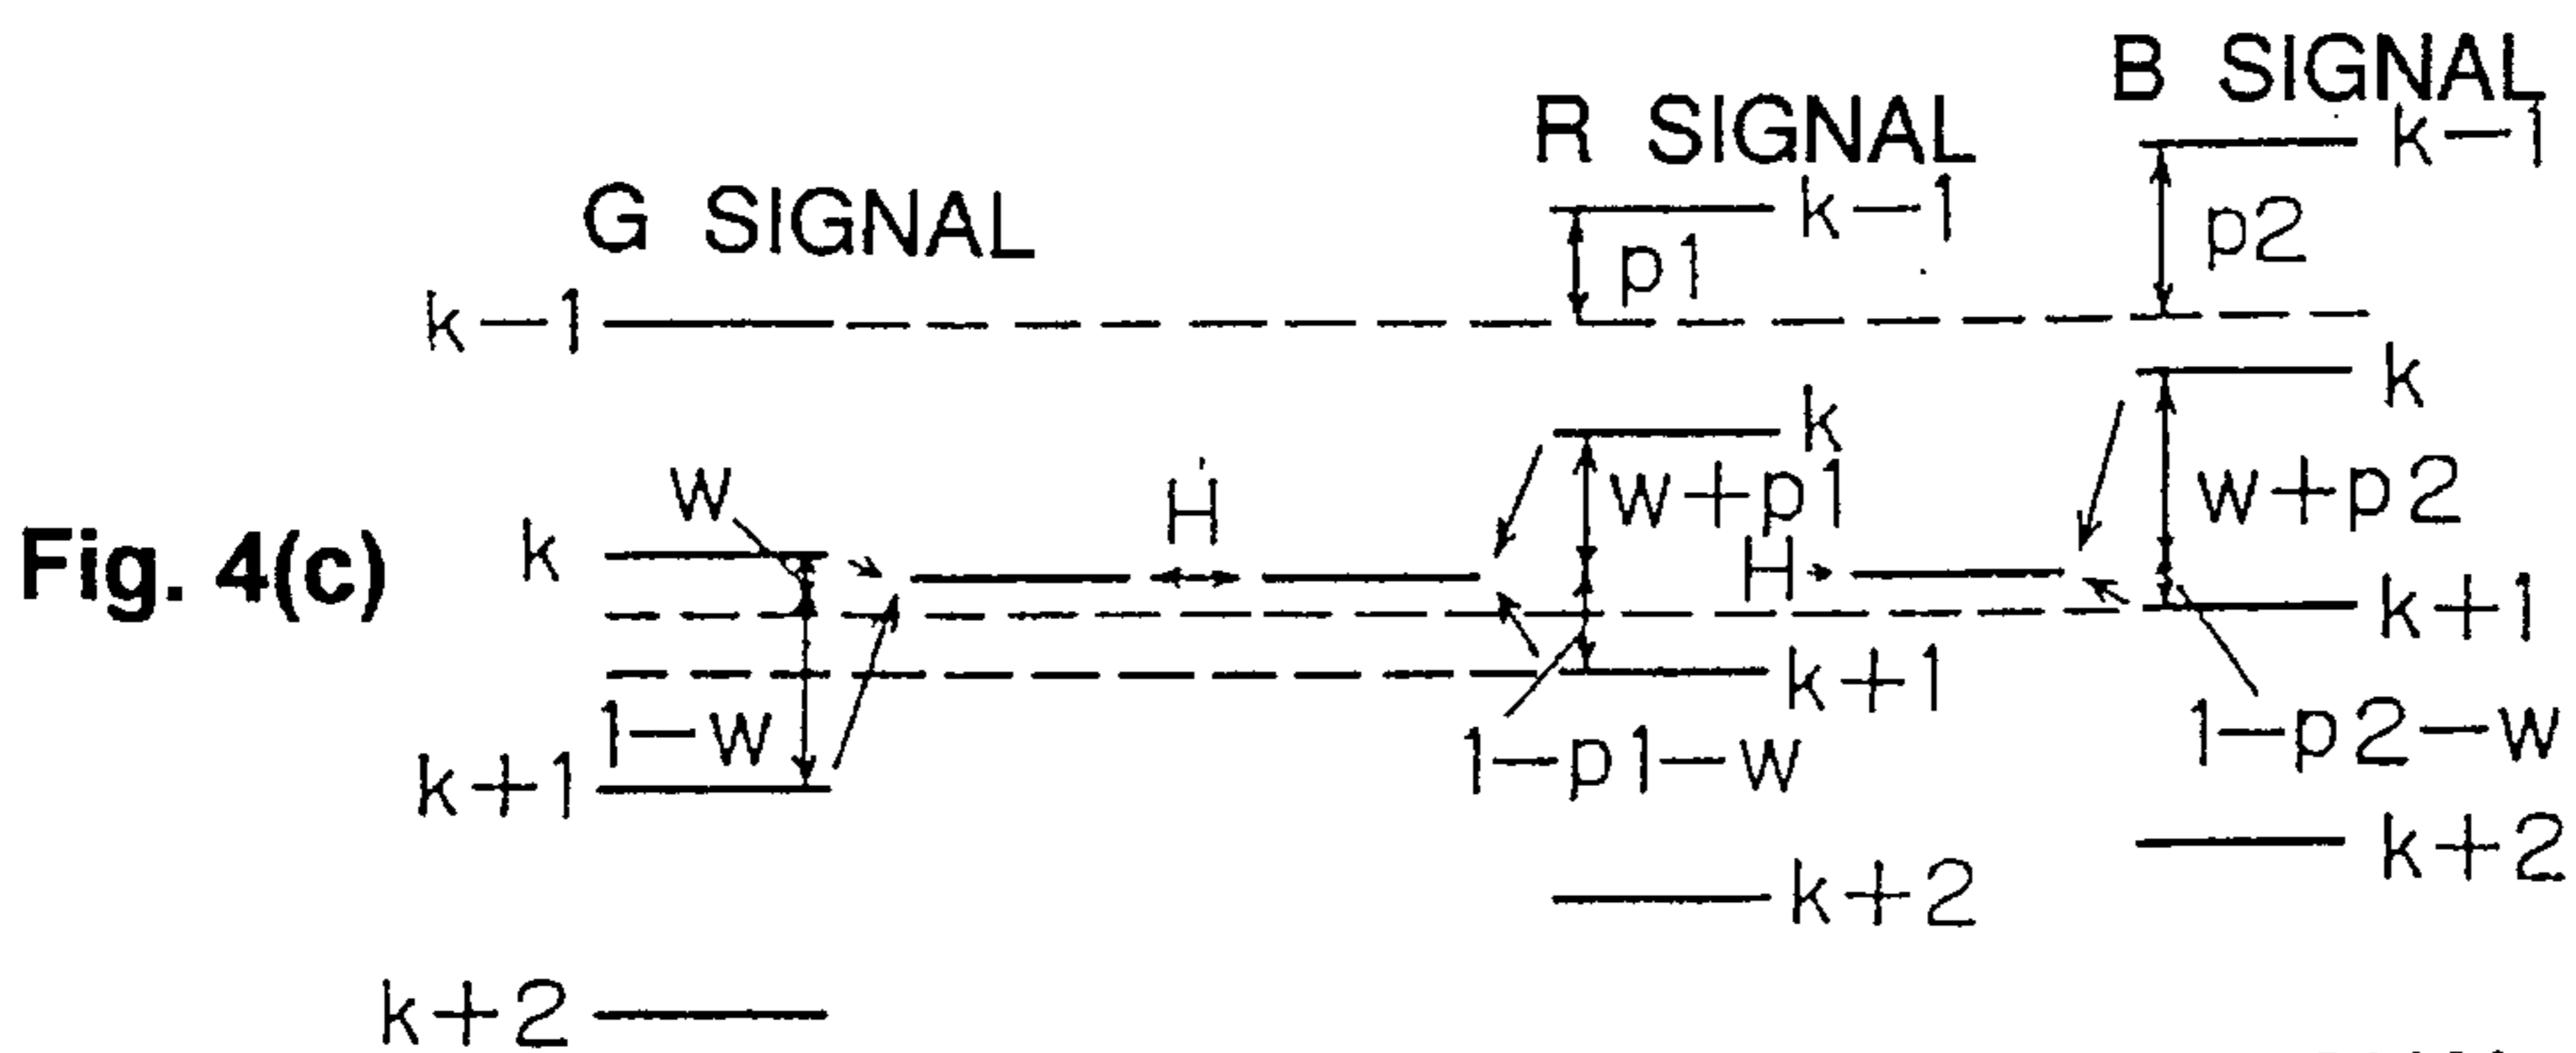 B SIGNAL
R SIGNAL
k-1
G SIGNAL
k-1
p1
p2
k-1
k
k
w
H
w+p1
w+p2
Fig. 4(c)
k
H
k+1
k+1
1-w
1-p1-w
1-p2-w
k+1
k+2
k+2
k+2